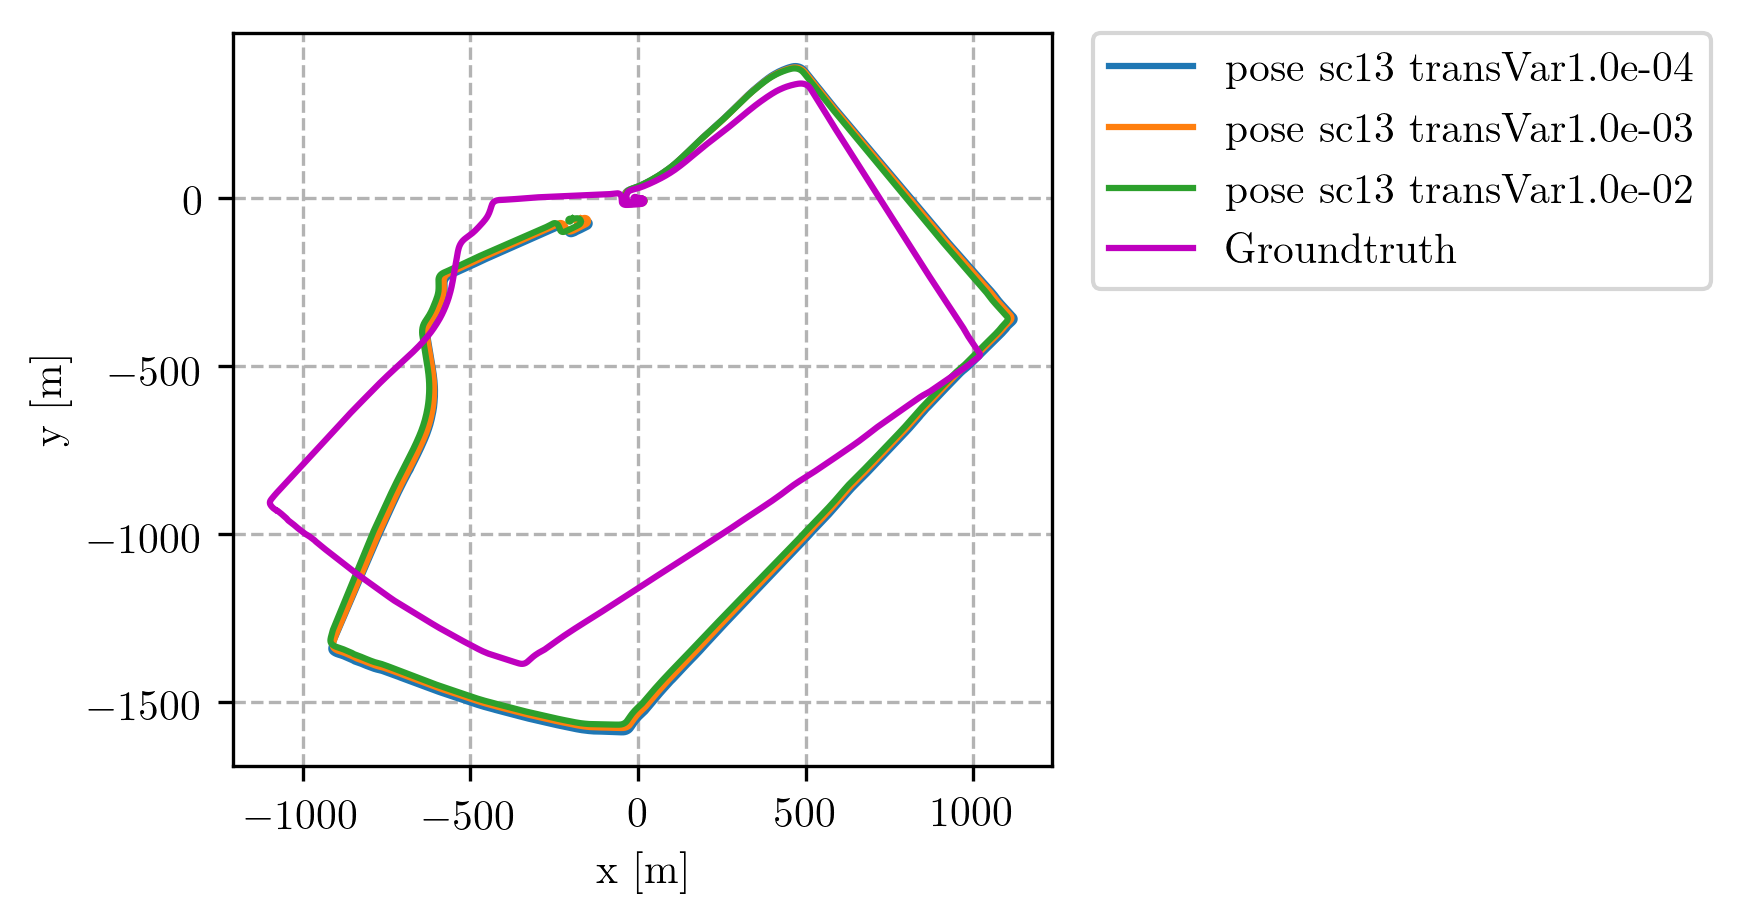 pose sc13 transVar1.0e-04
pose sc13 transVar1.0e-03
pose sc13 transVar1.0e-02
Groundtruth
y [m]
0
−500
−1000
−1500
−1000 −500 0 500 1000
x [m]